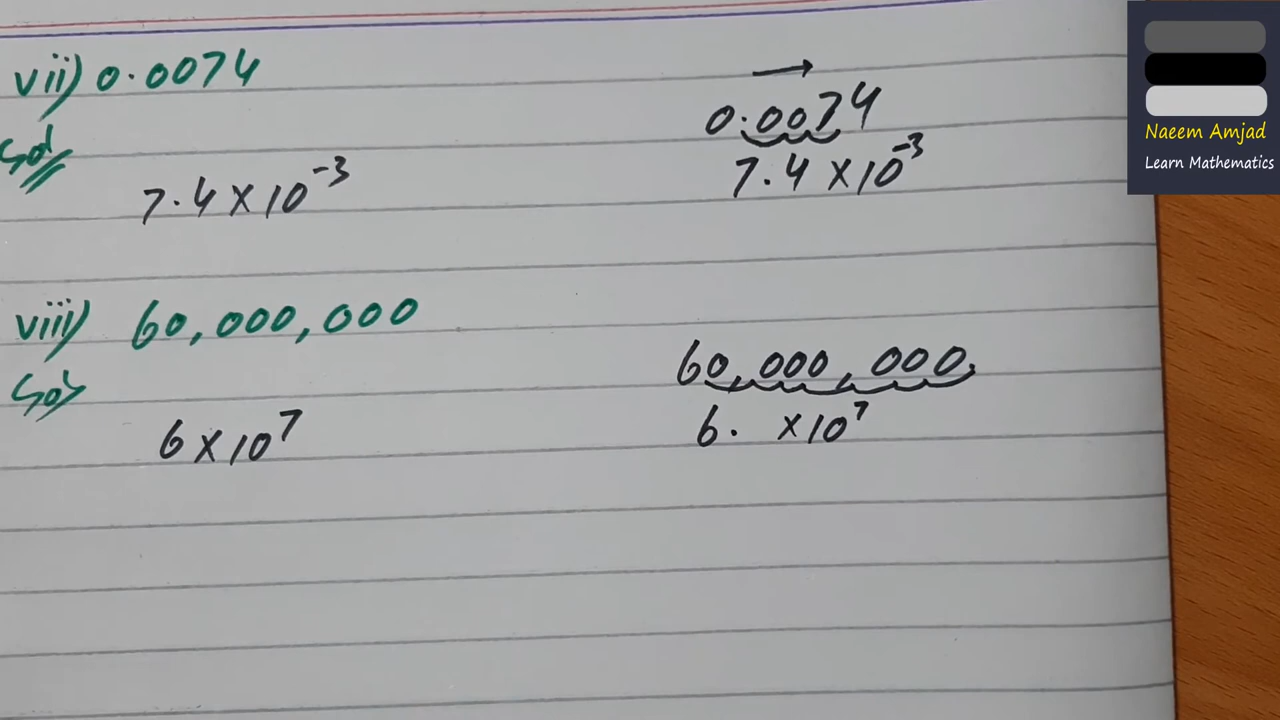 vii) 0.0074
Sol
7.4 × 10⁻³
0.0074
7.4 × 10⁻³
viii) 60,000,000
Sol
6 × 10⁷
60,000,000.
6. × 10⁷
Naeem Amjad
Learn Mathematics